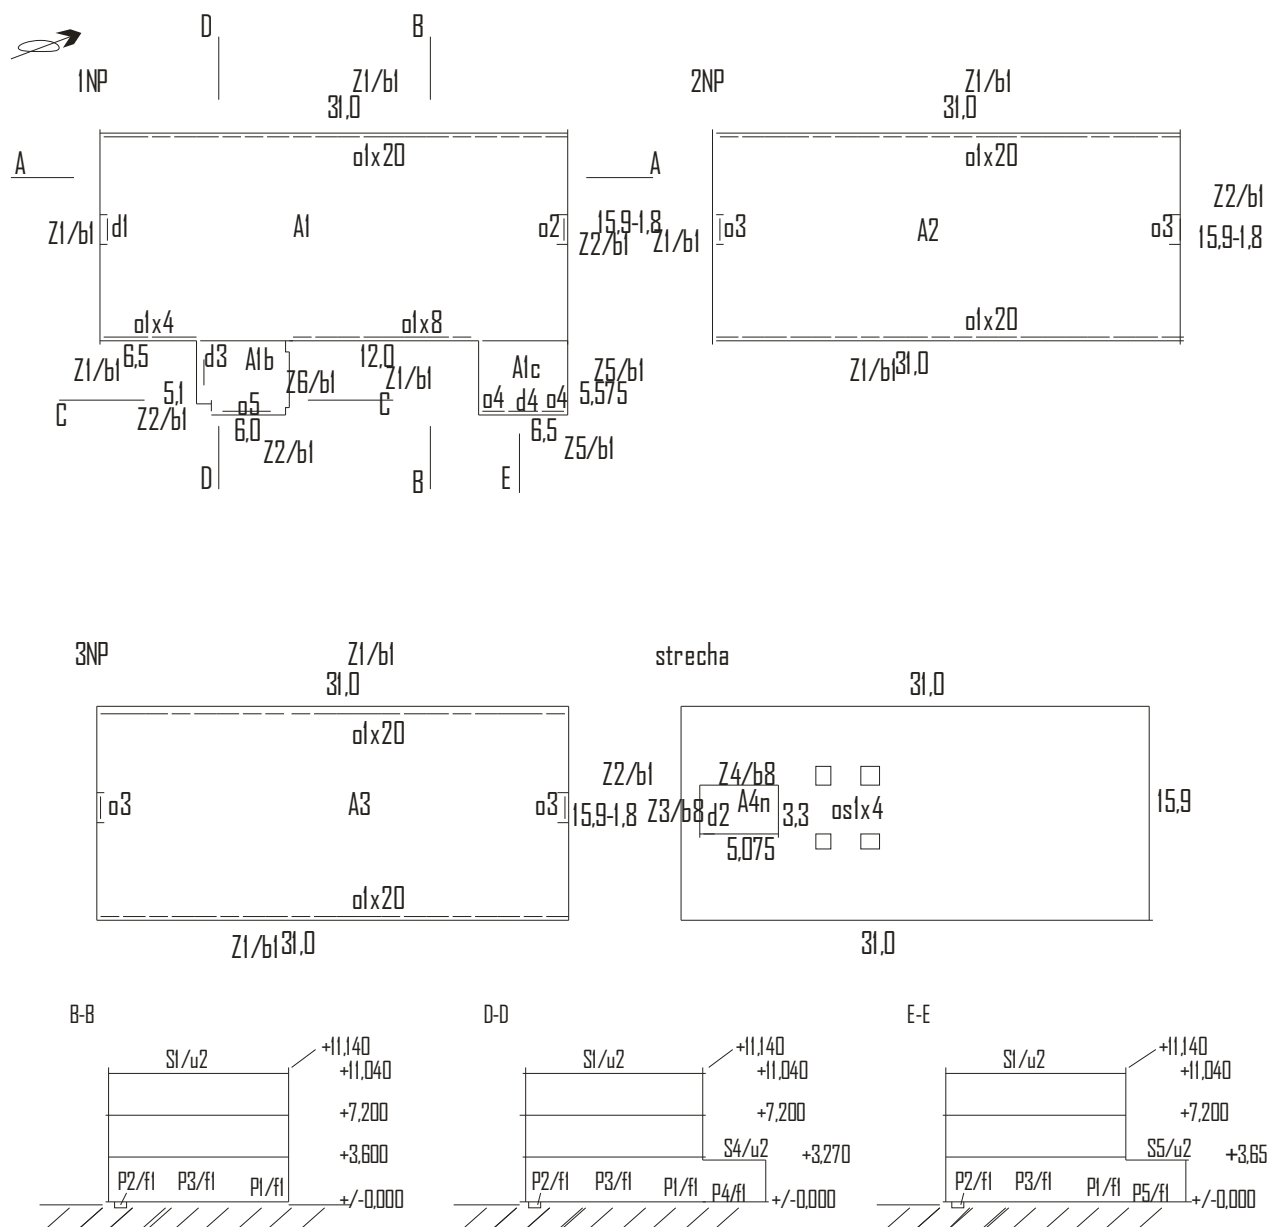 D
B
1NP
Z1/b1
31,0
2NP
Z1/b1
31,0
o1x20
o1x20
A
A
Z2/b1
Z1/b1
d1
A1
o2
15,9-1,8
Z2/b1
Z1/b1
o3
A2
o3
15,9-1,8
o1x4
o1x8
o1x20
6,5
d3
A1b
12,0
A1c
Z5/b1
Z1/b1
31,0
Z1/b1
5,1
Z6/b1
Z1/b1
o4
d4
o4
5,575
C
Z2/b1
o5
C
6,0
Z2/b1
6,5
Z5/b1
D
B
E
3NP
Z1/b1
31,0
strecha
31,0
o1x20
Z2/b1
Z4/b8
o3
A3
o3
15,9-1,8
Z3/b8
d2
A4n
3,3
os1x4
15,9
5,075
o1x20
Z1/b1
31,0
31,0
B-B
D-D
E-E
S1/u2
+11,140
+11,040
+7,200
+3,600
P2/f1
P3/f1
P1/f1
+/-0,000
S1/u2
+11,140
+11,040
+7,200
S4/u2
+3,270
P2/f1
P3/f1
P1/f1
P4/f1
+/-0,000
S1/u2
+11,140
+11,040
+7,200
S5/u2
+3,65
P2/f1
P3/f1
P1/f1
P5/f1
+/-0,000